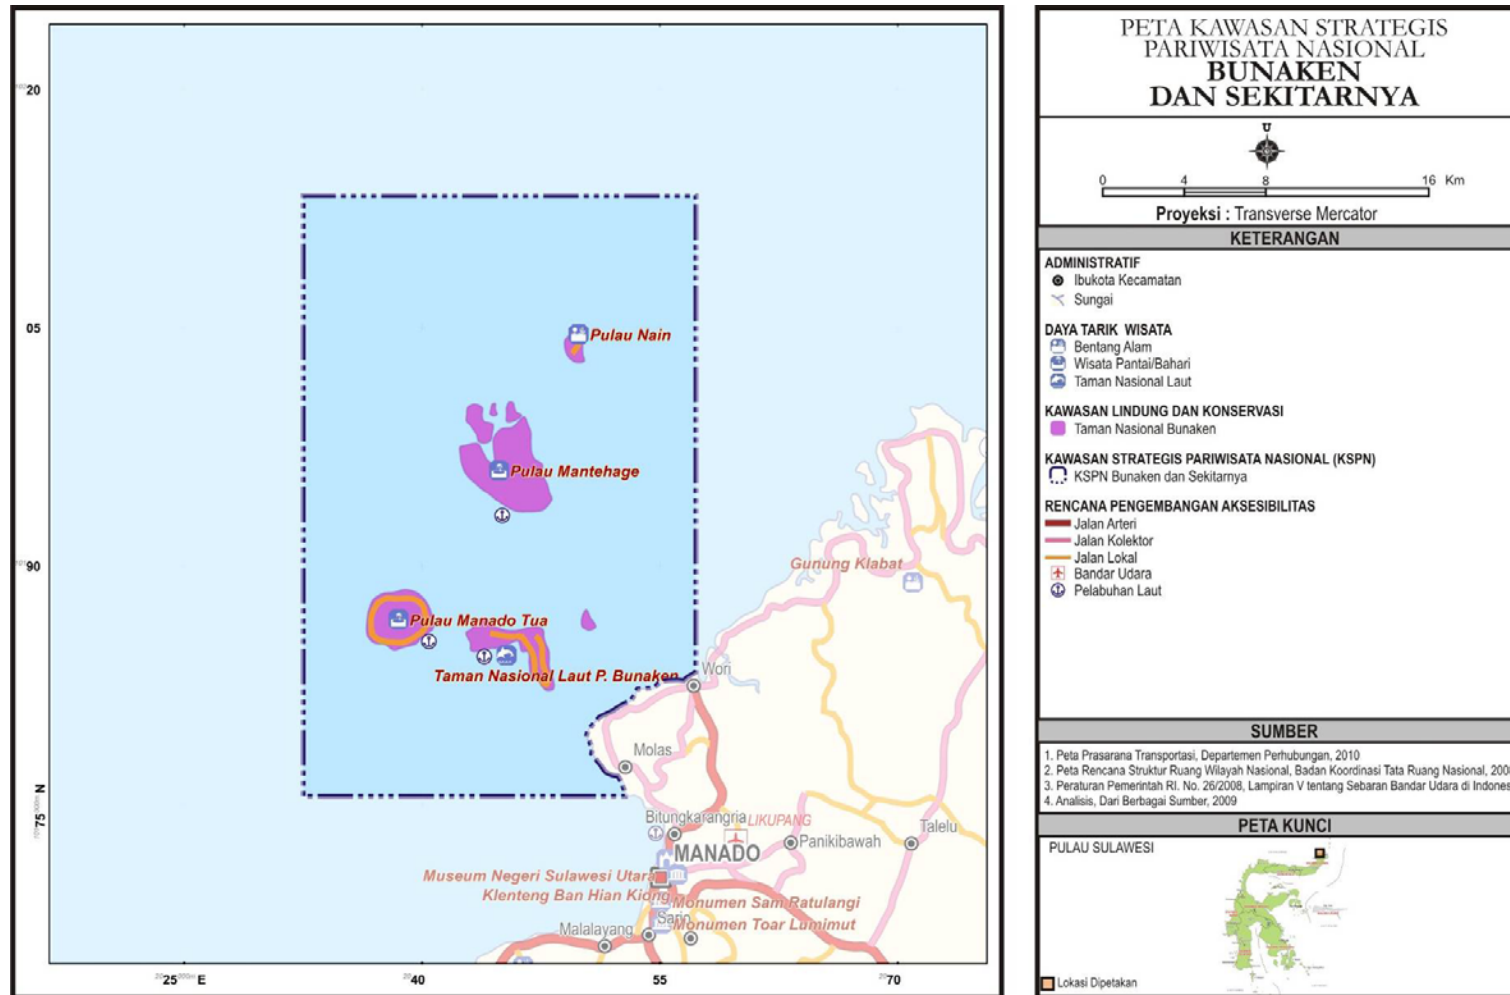 PETA KAWASAN STRATEGIS
PARIWISATA NASIONAL
BUNAKEN
DAN SEKITARNYA
U
0 4 8 16 Km
Proyeksi : Transverse Mercator
KETERANGAN
ADMINISTRATIF
Ibukota Kecamatan
Sungai
DAYA TARIK WISATA
Bentang Alam
Wisata Pantai/Bahari
Taman Nasional Laut
KAWASAN LINDUNG DAN KONSERVASI
Taman Nasional Bunaken
KAWASAN STRATEGIS PARIWISATA NASIONAL (KSPN)
KSPN Bunaken dan Sekitarnya
RENCANA PENGEMBANGAN AKSESIBILITAS
Jalan Arteri
Jalan Kolektor
Jalan Lokal
Bandar Udara
Pelabuhan Laut
SUMBER
1. Peta Prasarana Transportasi, Departemen Perhubungan, 2010
2. Peta Rencana Struktur Ruang Wilayah Nasional, Badan Koordinasi Tata Ruang Nasional,
3. Peraturan Pemerintah RI. No. 26/2008, Lampiran V tentang Sebaran Bandar Udara di
4. Analisis, Dari Berbagai Sumber, 2009
PETA KUNCI
PULAU SULAWESI
Lokasi Dipetakan
20
05
90
75 N
Pulau Nain
Pulau Mantehage
Gunung Klabat
Pulau Manado Tua
Taman Nasional Laut P. Bunaken
Wori
Molas
Bitungkarangria
LIKUPANG
Talelu
Panikibawah
MANADO
Museum Negeri Sulawesi Utara
Klenteng Ban Hian Kiong
Monumen Sam Ratulangi
Sario
Monumen Toar Lumimut
Malalayang
25 E
40
55
70